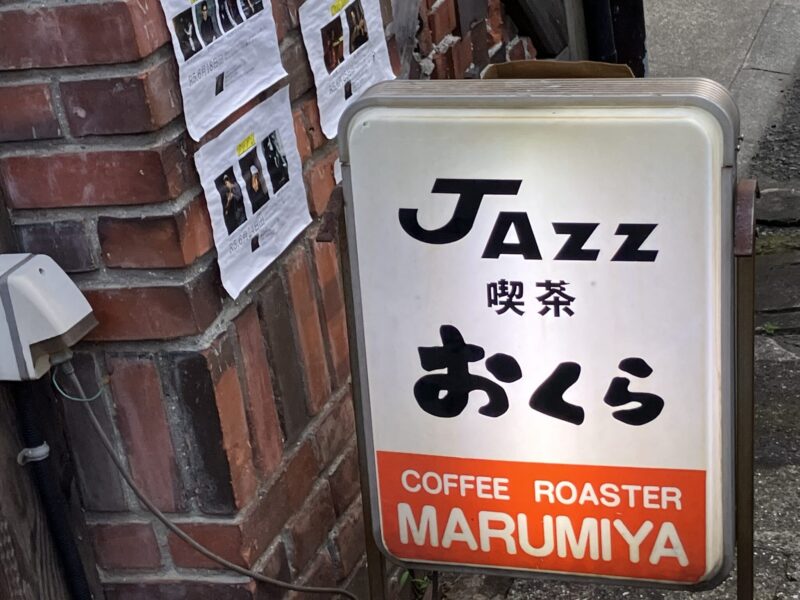 JAZZ
喫茶
おくら
COFFEE ROASTER
MARUMIYA